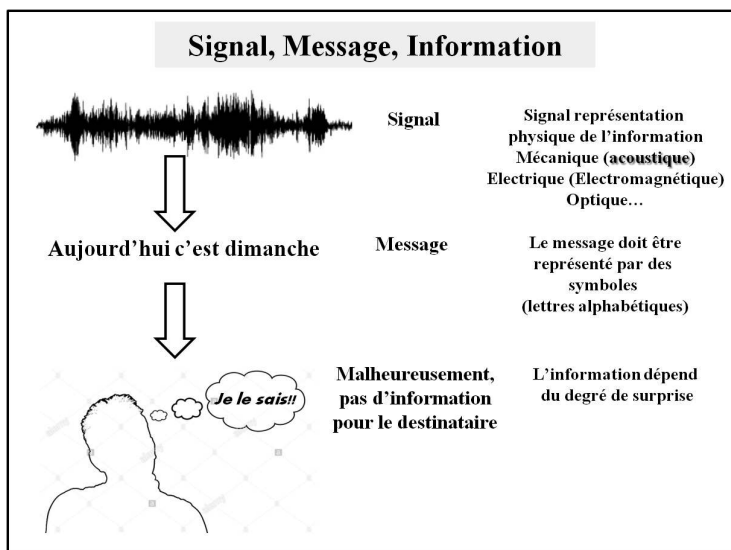 Signal, Message, Information
Signal
Signal représentation
physique de l'information
Mécanique (acoustique)
Electrique (Electromagnétique)
Optique…
Aujourd'hui c'est dimanche
Message
Le message doit être
représenté par des
symboles
(lettres alphabétiques)
Je le sais!!
Malheureusement,
pas d'information
pour le destinataire
L'information dépend
du degré de surprise